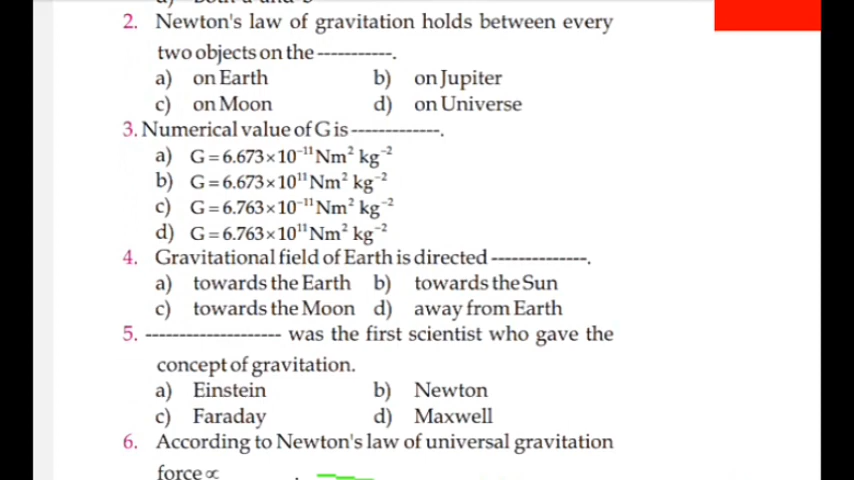 2. Newton's law of gravitation holds between every
two objects on the -----------.
a) on Earth b) on Jupiter
c) on Moon d) on Universe
3. Numerical value of G is -------------.
a) G = 6.673×10⁻¹¹ Nm² kg⁻²
b) G = 6.673×10¹¹ Nm² kg⁻²
c) G = 6.763×10⁻¹¹ Nm² kg⁻²
d) G = 6.763×10¹¹ Nm² kg⁻²
4. Gravitational field of Earth is directed --------------.
a) towards the Earth b) towards the Sun
c) towards the Moon d) away from Earth
5. -------------------- was the first scientist who gave the
concept of gravitation.
a) Einstein b) Newton
c) Faraday d) Maxwell
6. According to Newton's law of universal gravitation
force ∝